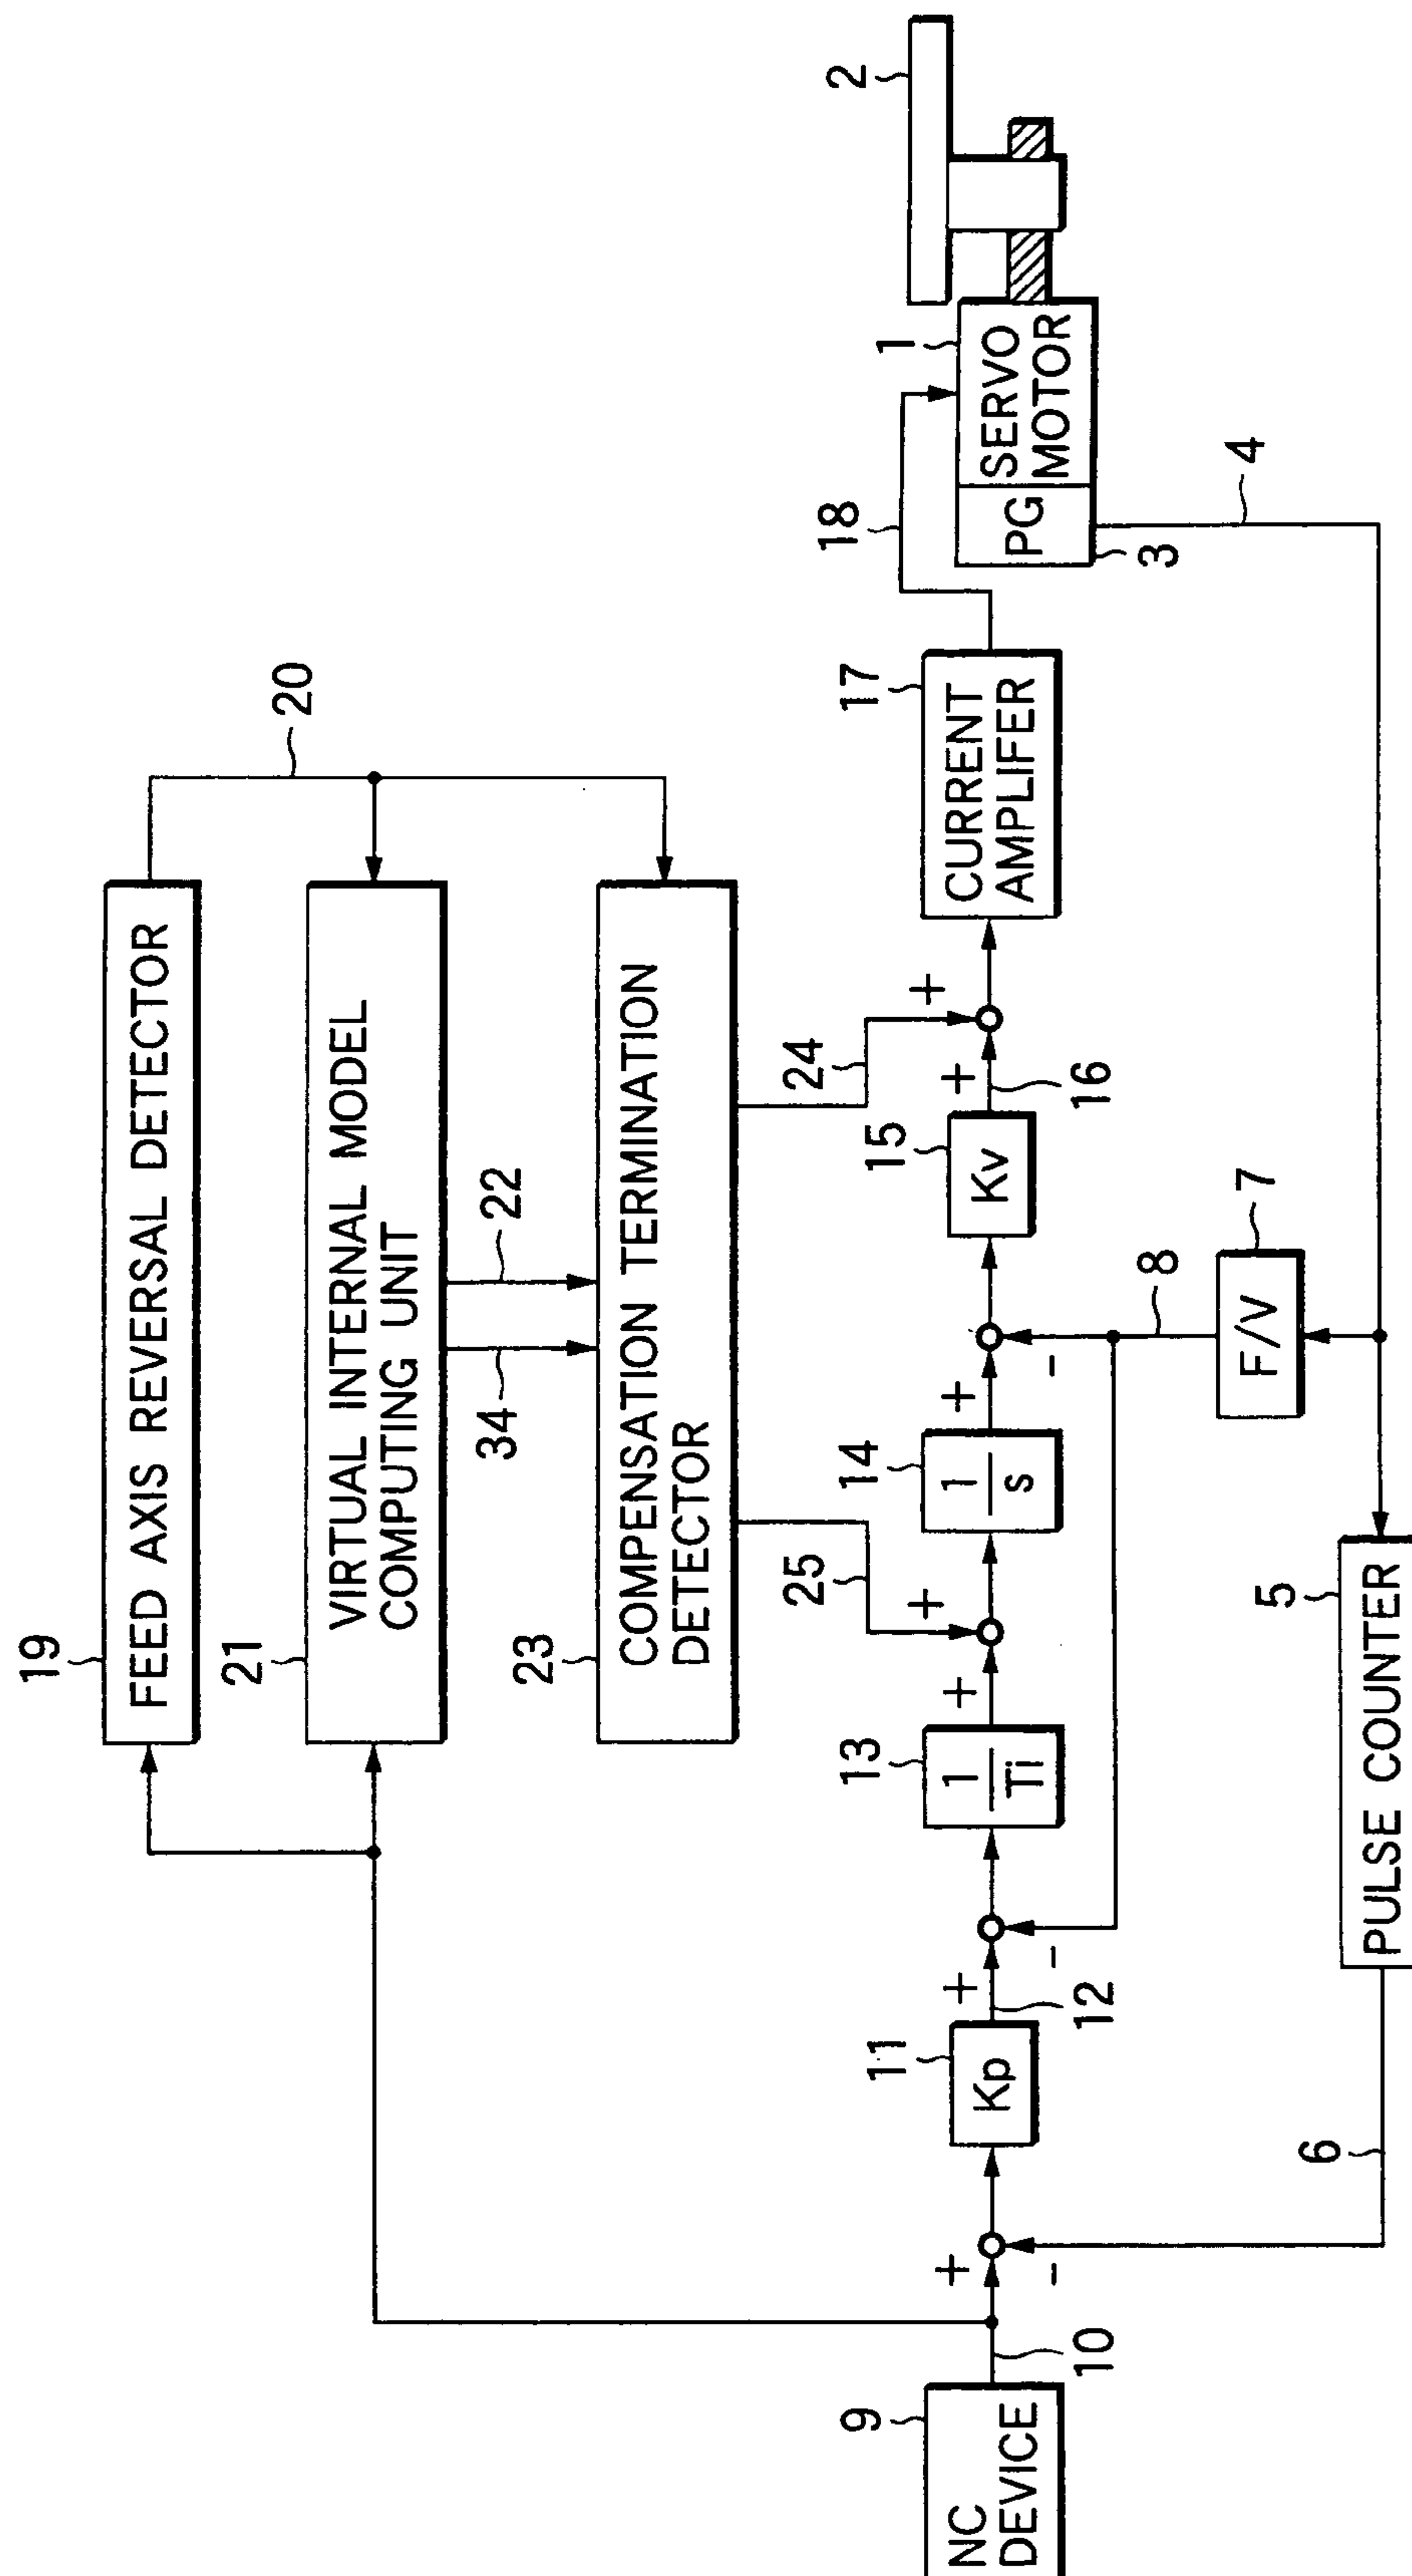 19
FEED AXIS REVERSAL DETECTOR
20
21
VIRTUAL INTERNAL MODEL
COMPUTING UNIT
34
22
23
COMPENSATION TERMINATION
DETECTOR
25
24
9
NC
DEVICE
10
+
-
11
Kp
12
+
-
13
1
Ti
+
+
14
1
s
+
-
15
Kv
16
+
+
17
CURRENT
AMPLIFER
18
1
SERVO
MOTOR
PG
3
2
4
8
7
F/V
5
PULSE COUNTER
6